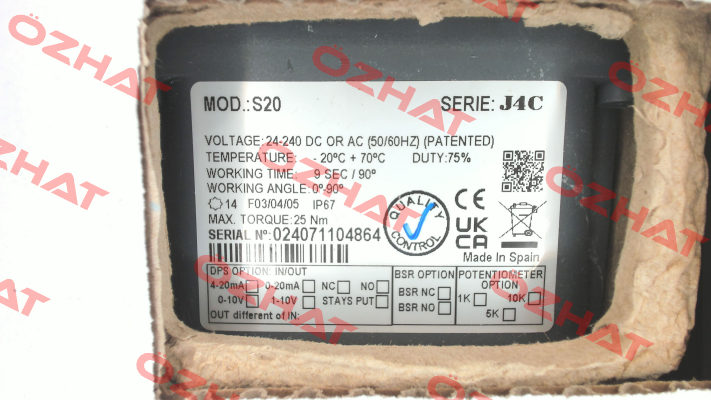 ÖZHAT
MOD.:S20 SERIE: J4C
VOLTAGE: 24-240 DC OR AC (50/60HZ) (PATENTED)
TEMPERATURE: - 20ºC + 70ºC DUTY: 75%
WORKING TIME: 9 SEC / 90º
WORKING ANGLE: 0º-90º
14 F03/04/05 IP67
MAX. TORQUE: 25 Nm
SERIAL Nº: 024071104864
QUALITY CONTROL
CE
UK CA
Made In Spain
DPS OPTION: IN/OUT
4-20mA 0-20mA NC NO
0-10V 1-10V STAYS PUT
OUT different of IN:
BSR OPTION
BSR NC
BSR NO
POTENTIOMETER OPTION
1K 10K
5K
ÖZHAT
ÖZHAT
ÖZHAT
ÖZHAT
ÖZHAT
ÖZHAT
ÖZHAT
ÖZHAT